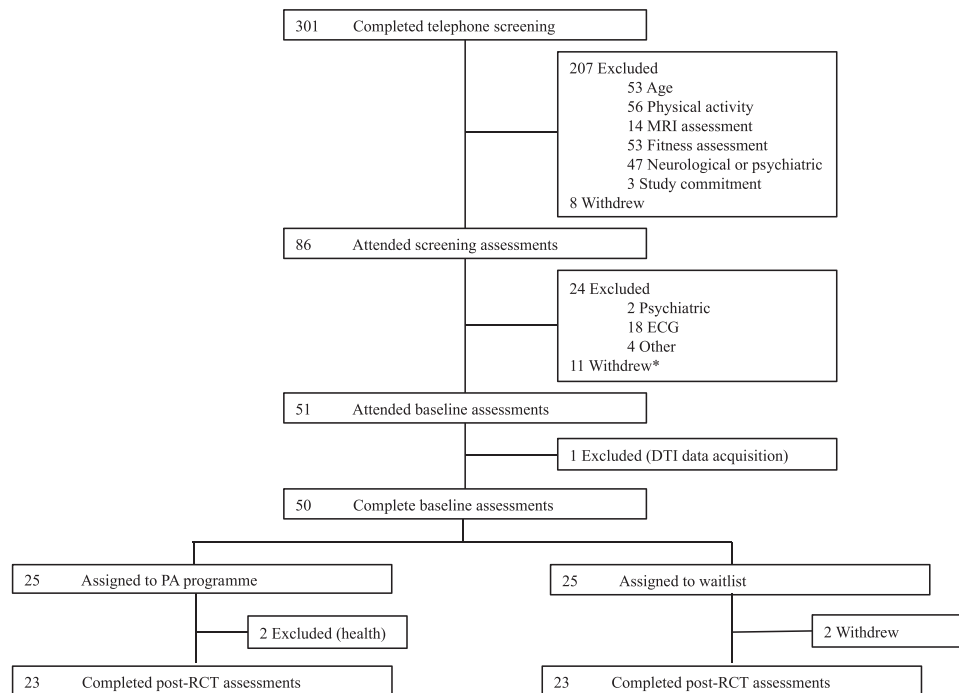 301 Completed telephone screening
207 Excluded
53 Age
56 Physical activity
14 MRI assessment
53 Fitness assessment
47 Neurological or psychiatric
3 Study commitment
8 Withdrew
86 Attended screening assessments
24 Excluded
2 Psychiatric
18 ECG
4 Other
11 Withdrew*
51 Attended baseline assessments
1 Excluded (DTI data acquisition)
50 Complete baseline assessments
25 Assigned to PA programme
25 Assigned to waitlist
2 Excluded (health)
2 Withdrew
23 Completed post-RCT assessments
23 Completed post-RCT assessments